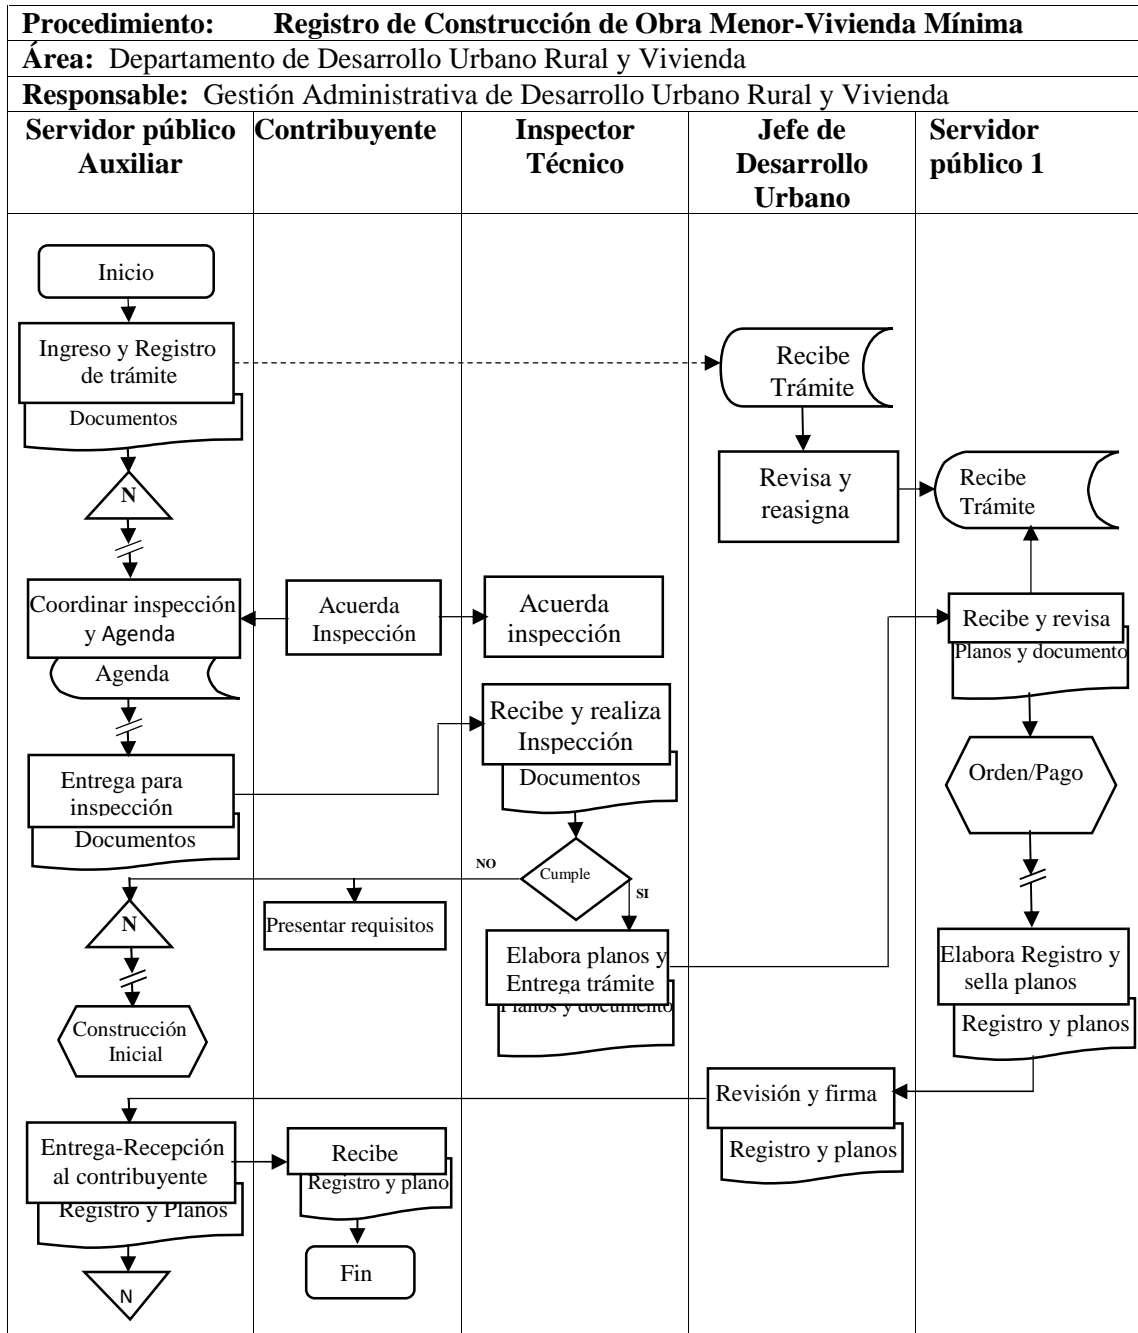 Procedimiento: Registro de Construcción de Obra Menor-Vivienda Mínima
Área: Departamento de Desarrollo Urbano Rural y Vivienda
Responsable: Gestión Administrativa de Desarrollo Urbano Rural y Vivienda
Servidor público
Auxiliar
Contribuyente
Inspector
Técnico
Jefe de
Desarrollo
Urbano
Servidor
público 1
Inicio
Ingreso y Registro
de trámite
Documentos
Recibe
Trámite
N
Revisa y
reasigna
Recibe
Trámite
Coordinar inspección
y Agenda
Agenda
Acuerda
Inspección
Acuerda
inspección
Recibe y revisa
Planos y documento
Recibe y realiza
Inspección
Documentos
Entrega para
inspección
Documentos
Orden/Pago
Cumple
NO
SI
N
Presentar requisitos
Elabora planos y
Entrega trámite
Planos y documento
Elabora Registro y
sella planos
Registro y planos
Construcción
Inicial
Revisión y firma
Registro y planos
Entrega-Recepción
al contribuyente
Registro y Planos
Recibe
Registro y plano
Fin
N